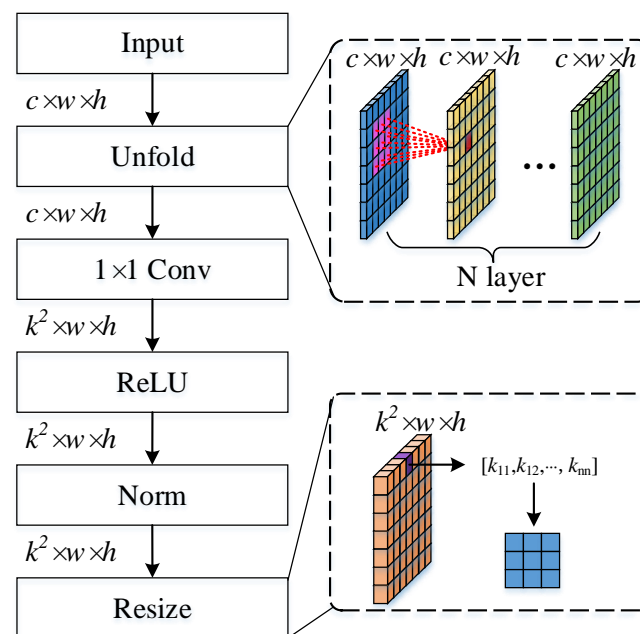 Input
c×w×h
Unfold
c×w×h
1×1 Conv
k²×w×h
ReLU
k²×w×h
Norm
k²×w×h
Resize
c×w×h c×w×h c×w×h
...
N layer
k²×w×h
[k₁₁,k₁₂,···, kₙₙ]